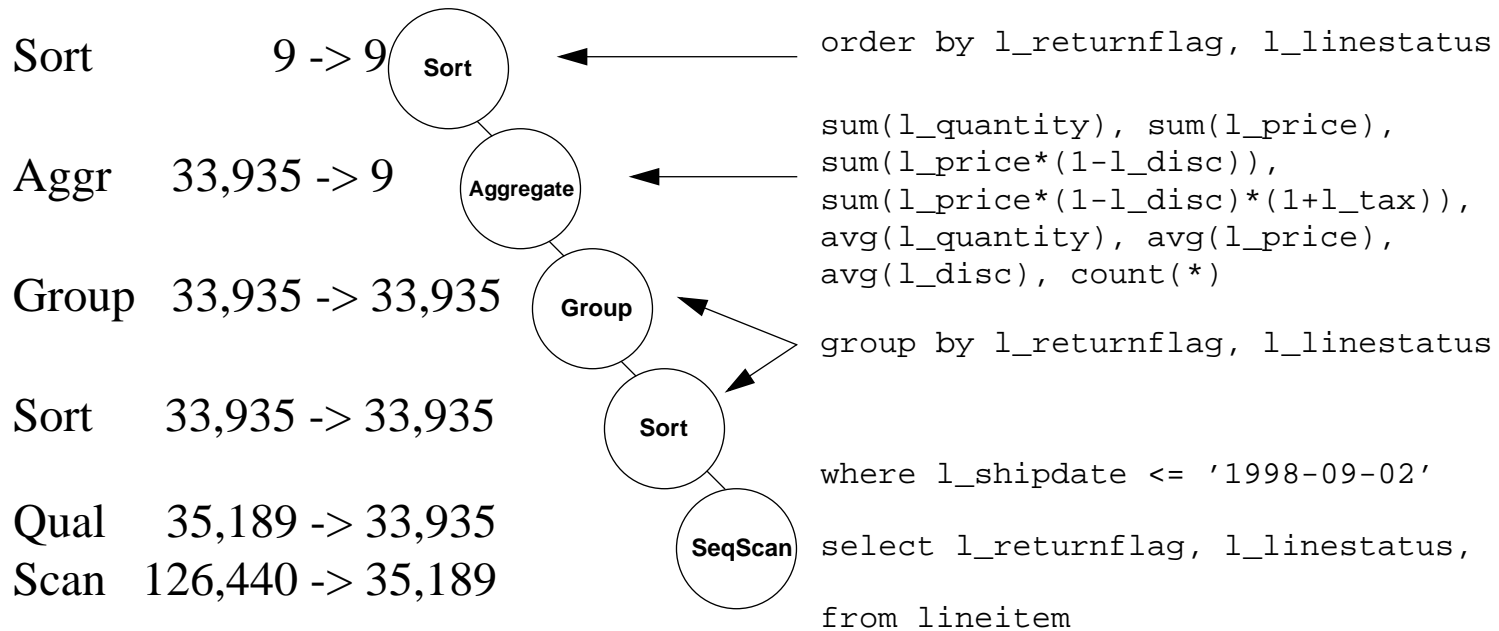 Sort 9 -> 9 Sort order by l_returnflag, l_linestatus
sum(l_quantity), sum(l_price),
Aggr 33,935 -> 9 Aggregate sum(l_price*(1-l_disc)),
sum(l_price*(1-l_disc)*(1+l_tax)),
avg(l_quantity), avg(l_price),
avg(l_disc), count(*)
Group 33,935 -> 33,935 Group
group by l_returnflag, l_linestatus
Sort 33,935 -> 33,935 Sort
where l_shipdate <= ’1998-09-02’
Qual 35,189 -> 33,935
SeqScan select l_returnflag, l_linestatus,
Scan 126,440 -> 35,189
from lineitem